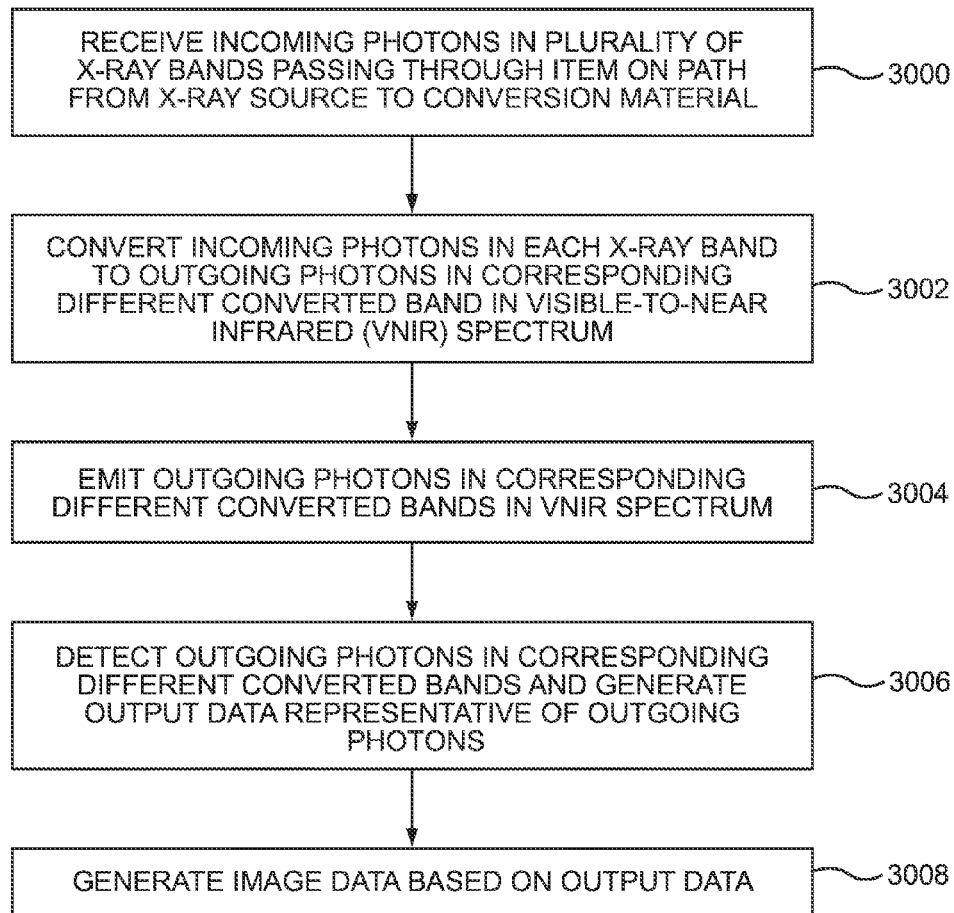 RECEIVE INCOMING PHOTONS IN PLURALITY OF
X-RAY BANDS PASSING THROUGH ITEM ON PATH
FROM X-RAY SOURCE TO CONVERSION MATERIAL
3000
CONVERT INCOMING PHOTONS IN EACH X-RAY BAND
TO OUTGOING PHOTONS IN CORRESPONDING
DIFFERENT CONVERTED BAND IN VISIBLE-TO-NEAR
INFRARED (VNIR) SPECTRUM
3002
EMIT OUTGOING PHOTONS IN CORRESPONDING
DIFFERENT CONVERTED BANDS IN VNIR SPECTRUM
3004
DETECT OUTGOING PHOTONS IN CORRESPONDING
DIFFERENT CONVERTED BANDS AND GENERATE
OUTPUT DATA REPRESENTATIVE OF OUTGOING
PHOTONS
3006
GENERATE IMAGE DATA BASED ON OUTPUT DATA
3008